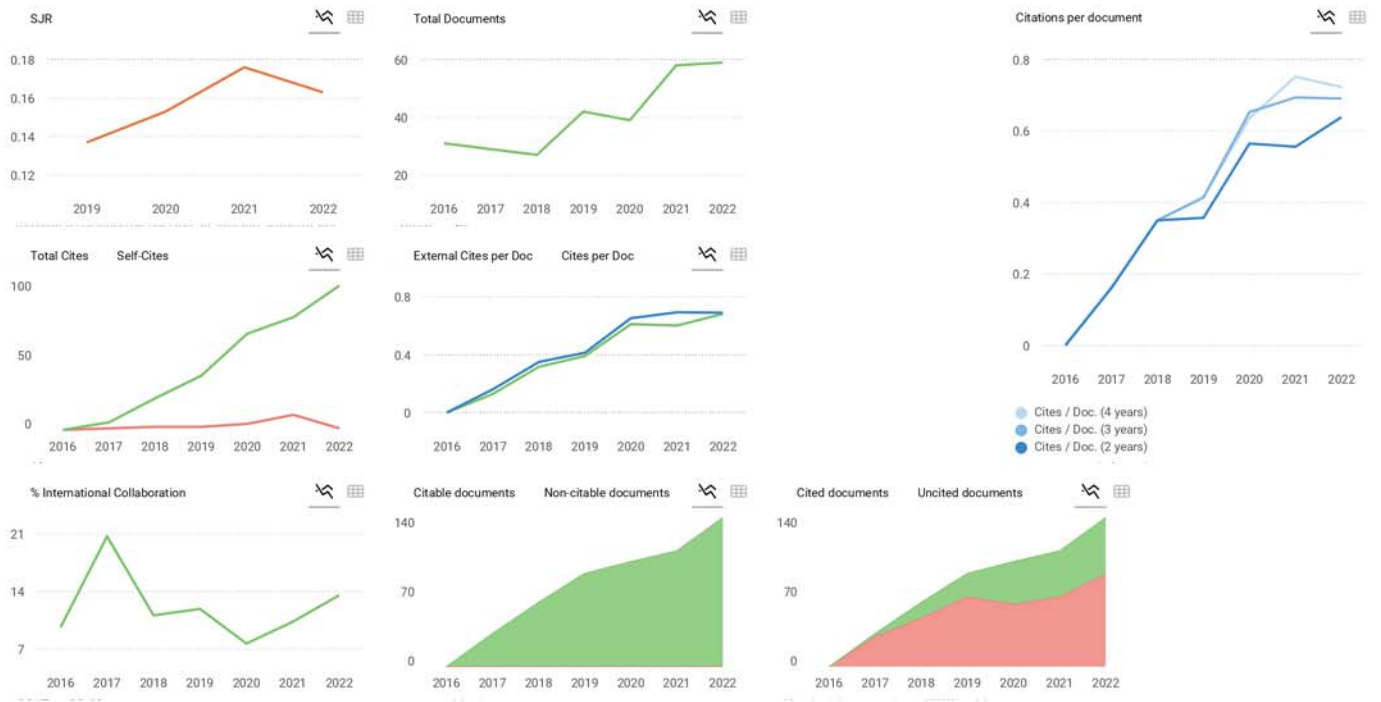 SJR
0.18
0.16
0.14
0.12
2019 2020 2021 2022
Total Documents
60
40
20
2016 2017 2018 2019 2020 2021 2022
Citations per document
0.8
0.6
0.4
0.2
0
2016 2017 2018 2019 2020 2021 2022
Cites / Doc. (4 years)
Cites / Doc. (3 years)
Cites / Doc. (2 years)
Total Cites Self-Cites
100
50
0
2016 2017 2018 2019 2020 2021 2022
External Cites per Doc Cites per Doc
0.8
0.4
0
2016 2017 2018 2019 2020 2021 2022
% International Collaboration
21
14
7
2016 2017 2018 2019 2020 2021 2022
Citable documents Non-citable documents
140
70
0
2016 2017 2018 2019 2020 2021 2022
Cited documents Uncited documents
140
70
0
2016 2017 2018 2019 2020 2021 2022